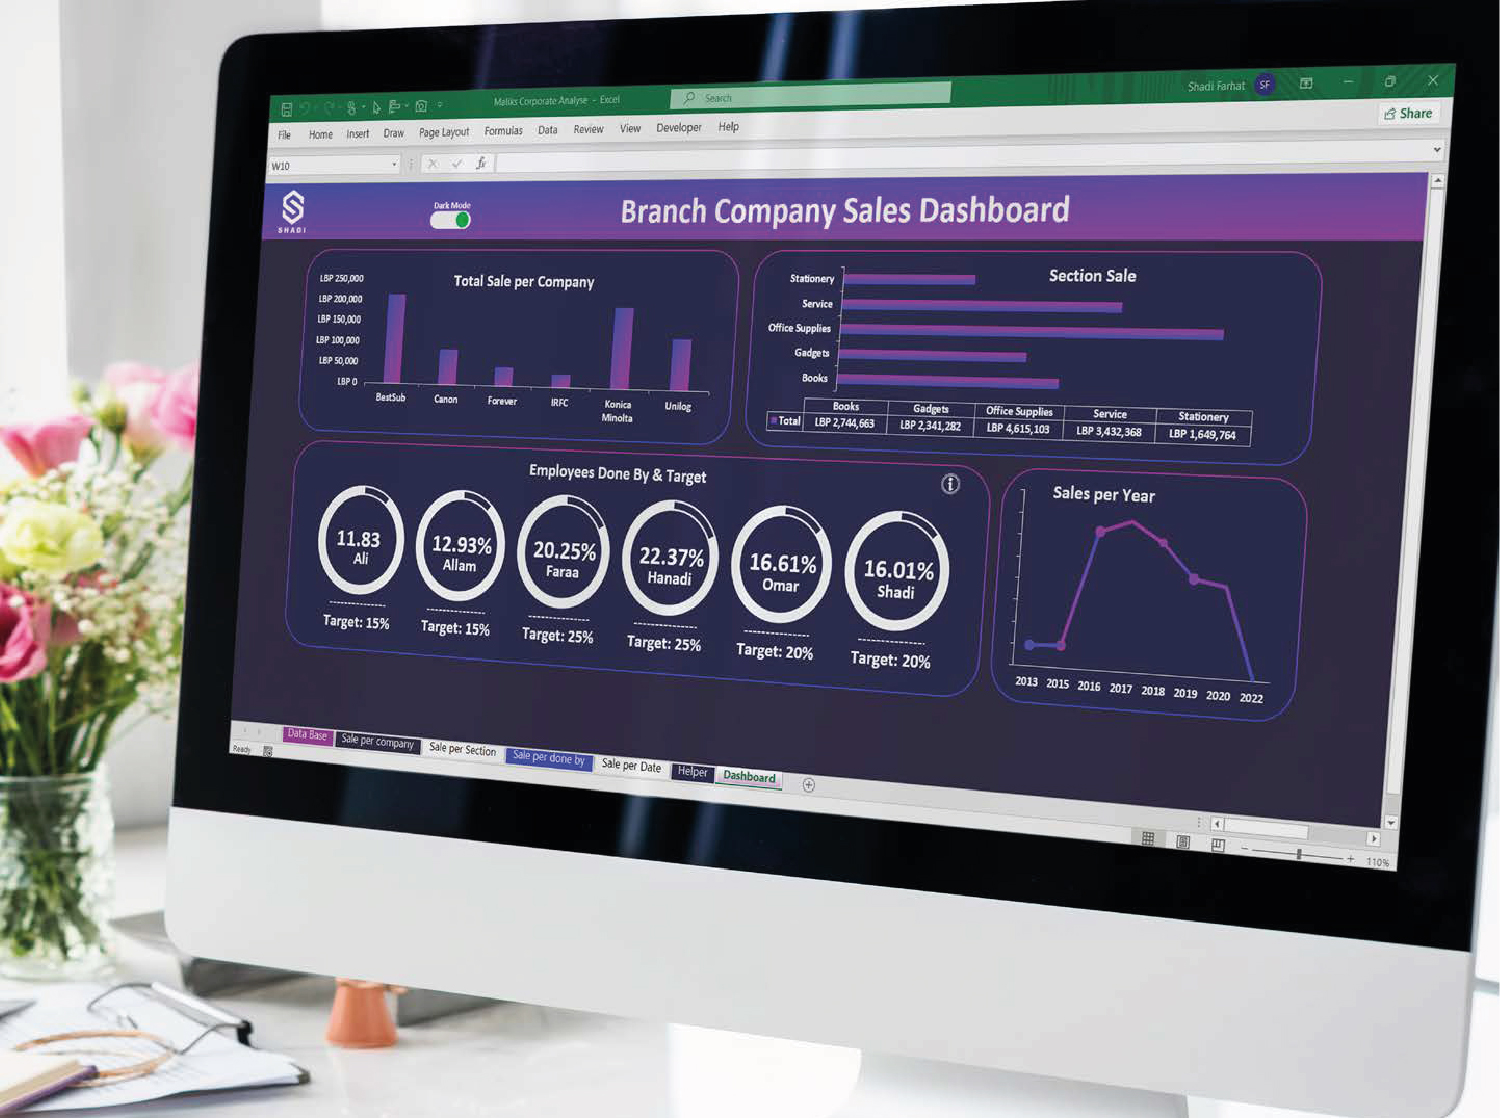 Maliks Corporate Analyse - Excel
Search
Shadi Farhat SF
File Home Insert Draw Page Layout Formulas Data Review View Developer Help
Share
W10
fx
SHADI
Dark Mode
Branch Company Sales Dashboard
Total Sale per Company
LBP 250,000
LBP 200,000
LBP 150,000
LBP 100,000
LBP 50,000
LBP 0
BestSub Canon Forever IRFC Konica Minolta Unilog
Section Sale
Stationery
Service
Office Supplies
Gadgets
Books
Books Gadgets Office Supplies Service Stationery
Total LBP 2,744,663 LBP 2,341,282 LBP 4,615,103 LBP 3,432,368 LBP 1,649,764
Employees Done By & Target
i
11.83
Ali
Target: 15%
12.93%
Allam
Target: 15%
20.25%
Faraa
Target: 25%
22.37%
Hanadi
Target: 25%
16.61%
Omar
Target: 20%
16.01%
Shadi
Target: 20%
Sales per Year
2013 2015 2016 2017 2018 2019 2020 2022
Data Base Sale per company Sale per Section Sale per done by Sale per Date Helper Dashboard
Ready
110%